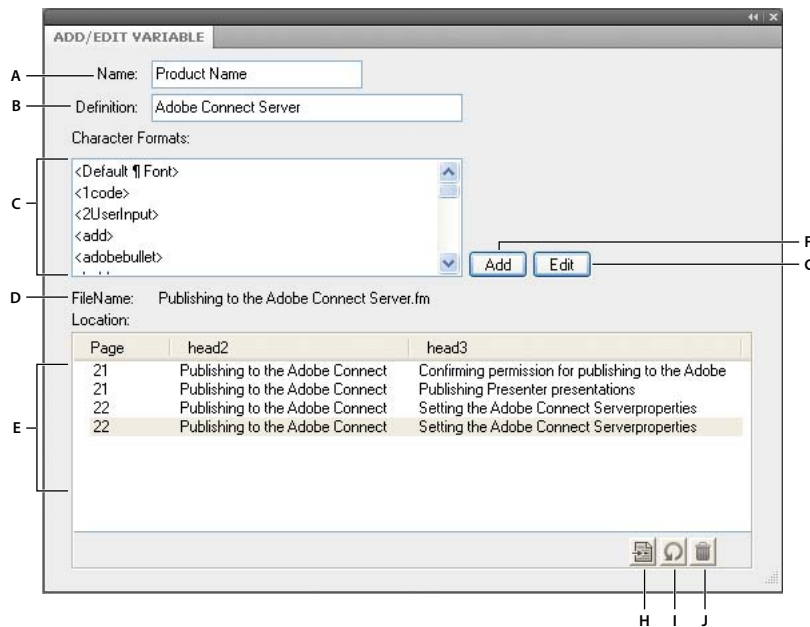 ADD/EDIT VARIABLE
A Name: Product Name
B Definition: Adobe Connect Server
Character Formats:
C
<Default ¶ Font>
<1code>
<2UserInput>
<add>
<adobebullet>
Add Edit
F
D FileName: Publishing to the Adobe Connect Server.fm
Location:
Page head2 head3
E
21 Publishing to the Adobe Connect Confirming permission for publishing to the Adobe
21 Publishing to the Adobe Connect Publishing Presenter presentations
22 Publishing to the Adobe Connect Setting the Adobe Connect Serverproperties
22 Publishing to the Adobe Connect Setting the Adobe Connect Serverproperties
H I J